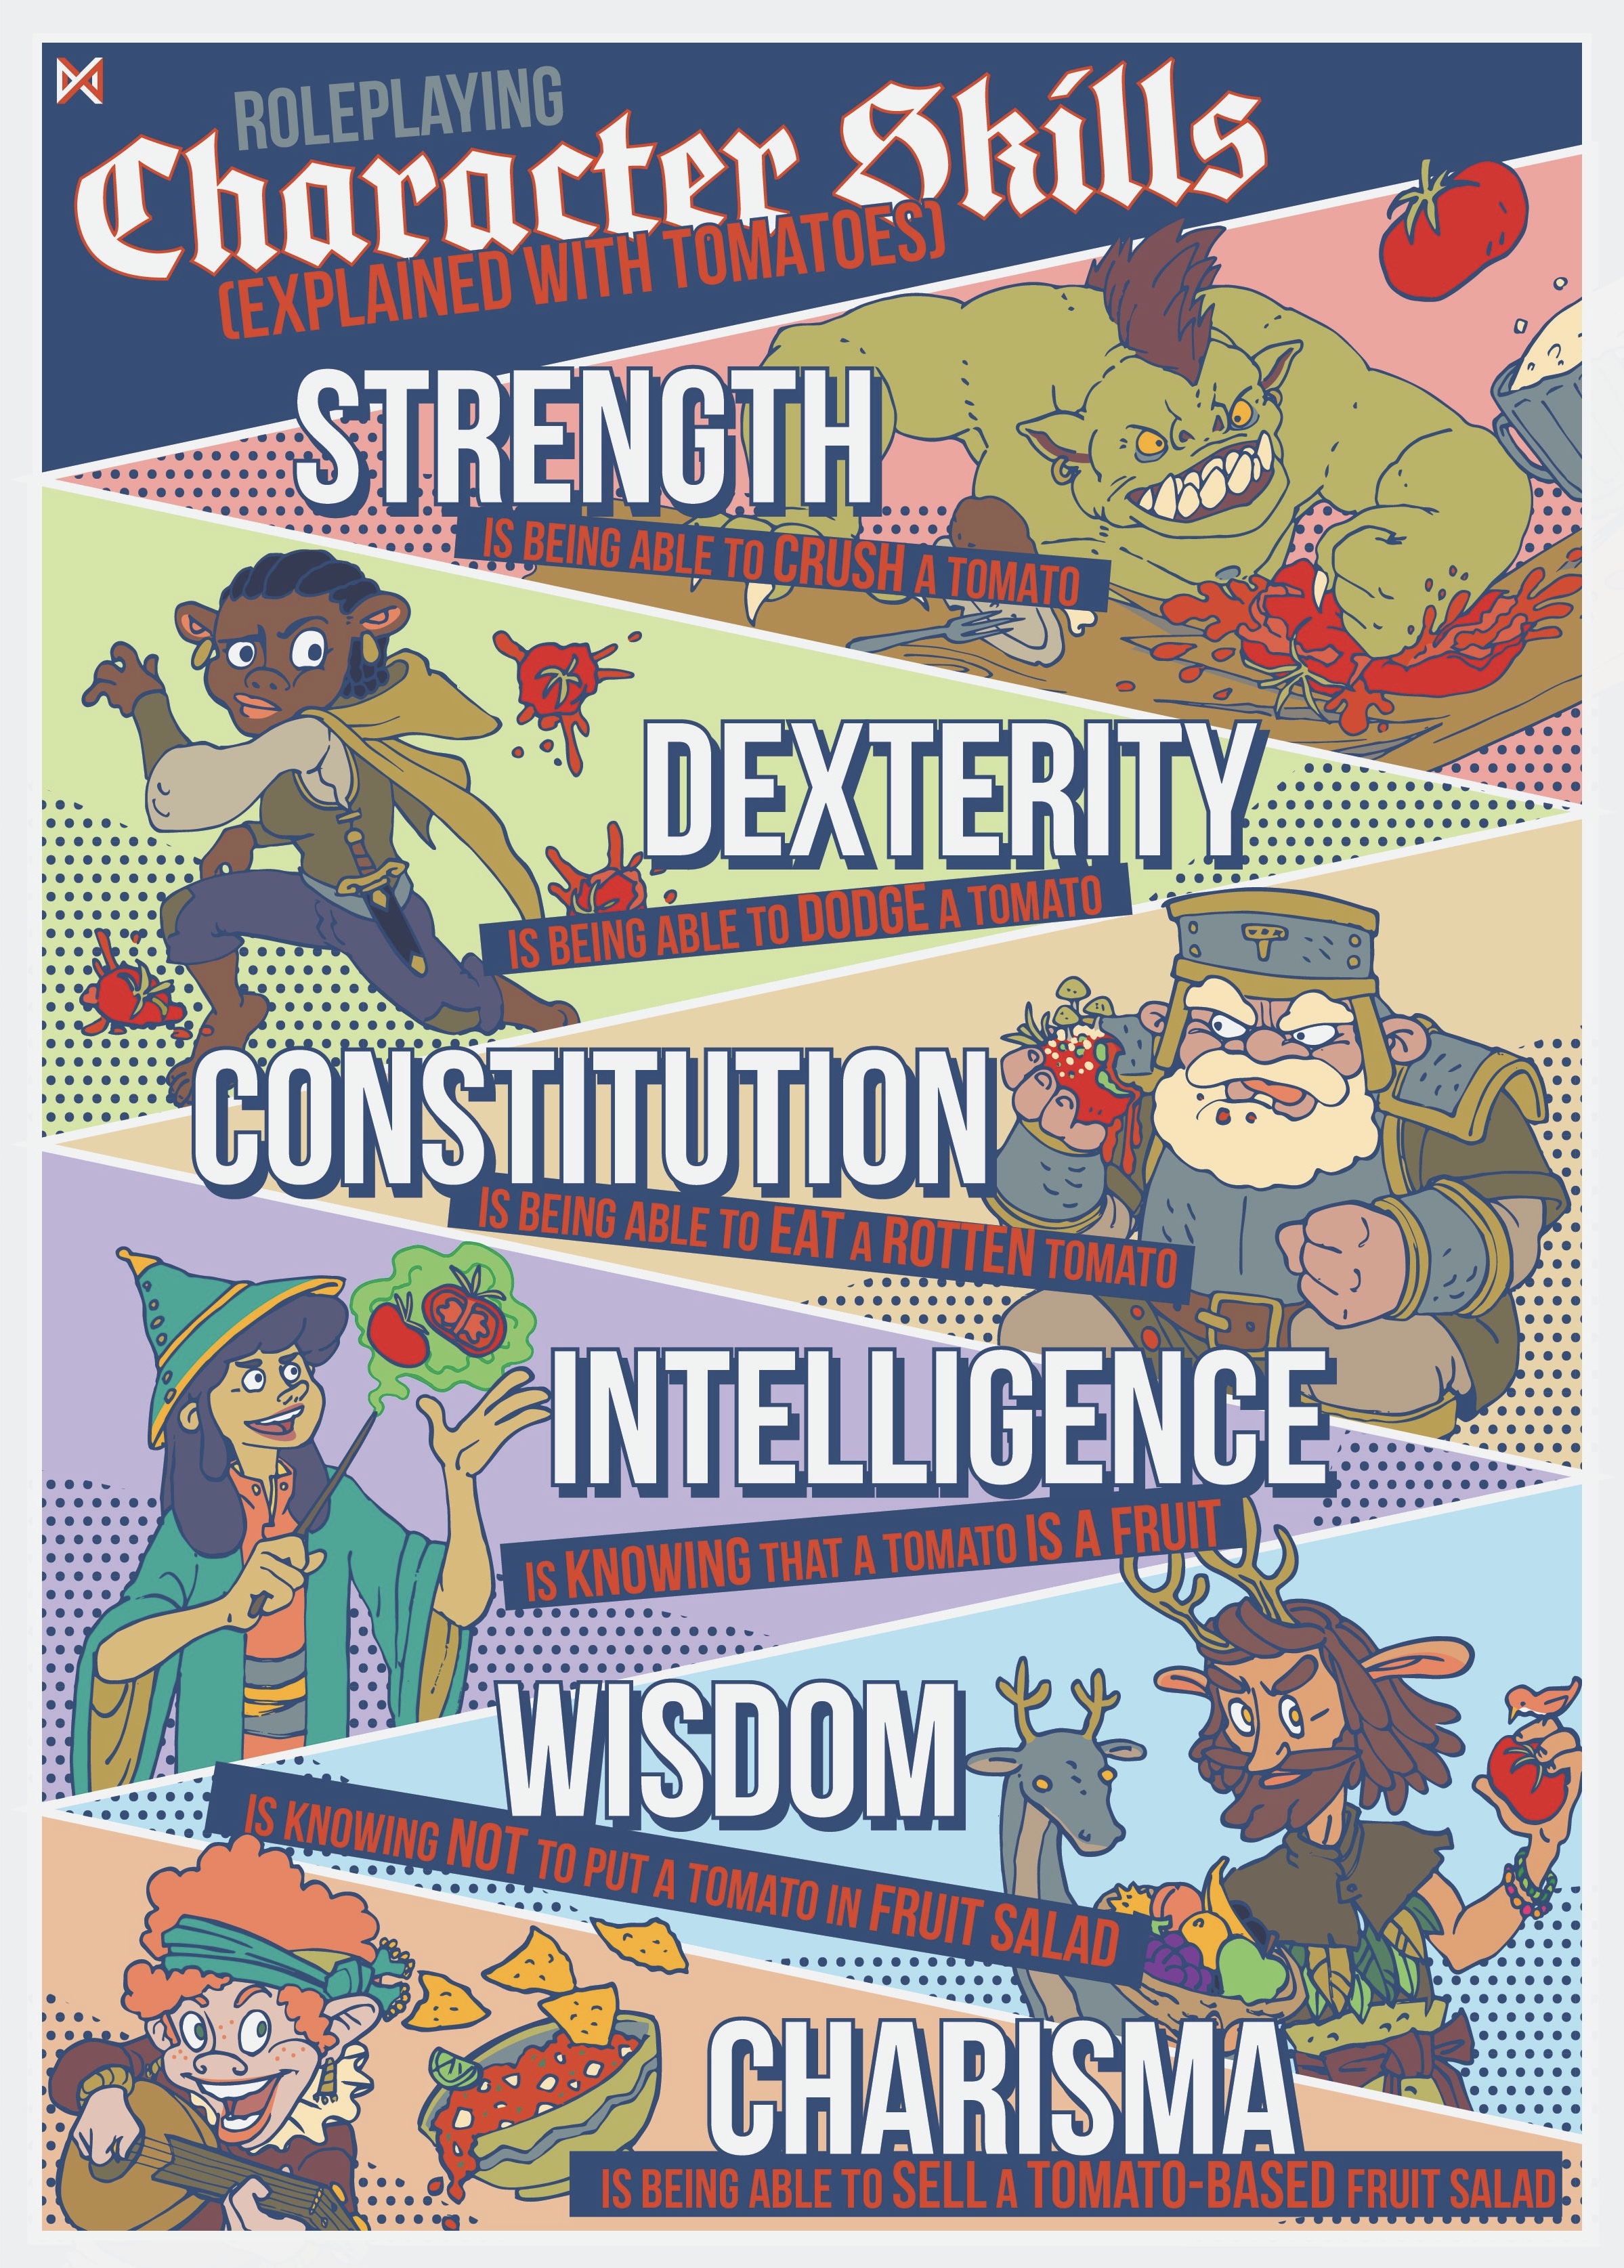 ROLEPLAYING
Character Skills
(EXPLAINED WITH TOMATOES)
STRENGTH
IS BEING ABLE TO CRUSH A TOMATO
DEXTERITY
IS BEING ABLE TO DODGE A TOMATO
CONSTITUTION
IS BEING ABLE TO EAT A ROTTEN TOMATO
INTELLIGENCE
IS KNOWING THAT A TOMATO IS A FRUIT
WISDOM
IS KNOWING NOT TO PUT A TOMATO IN FRUIT SALAD
CHARISMA
IS BEING ABLE TO SELL A TOMATO-BASED FRUIT SALAD